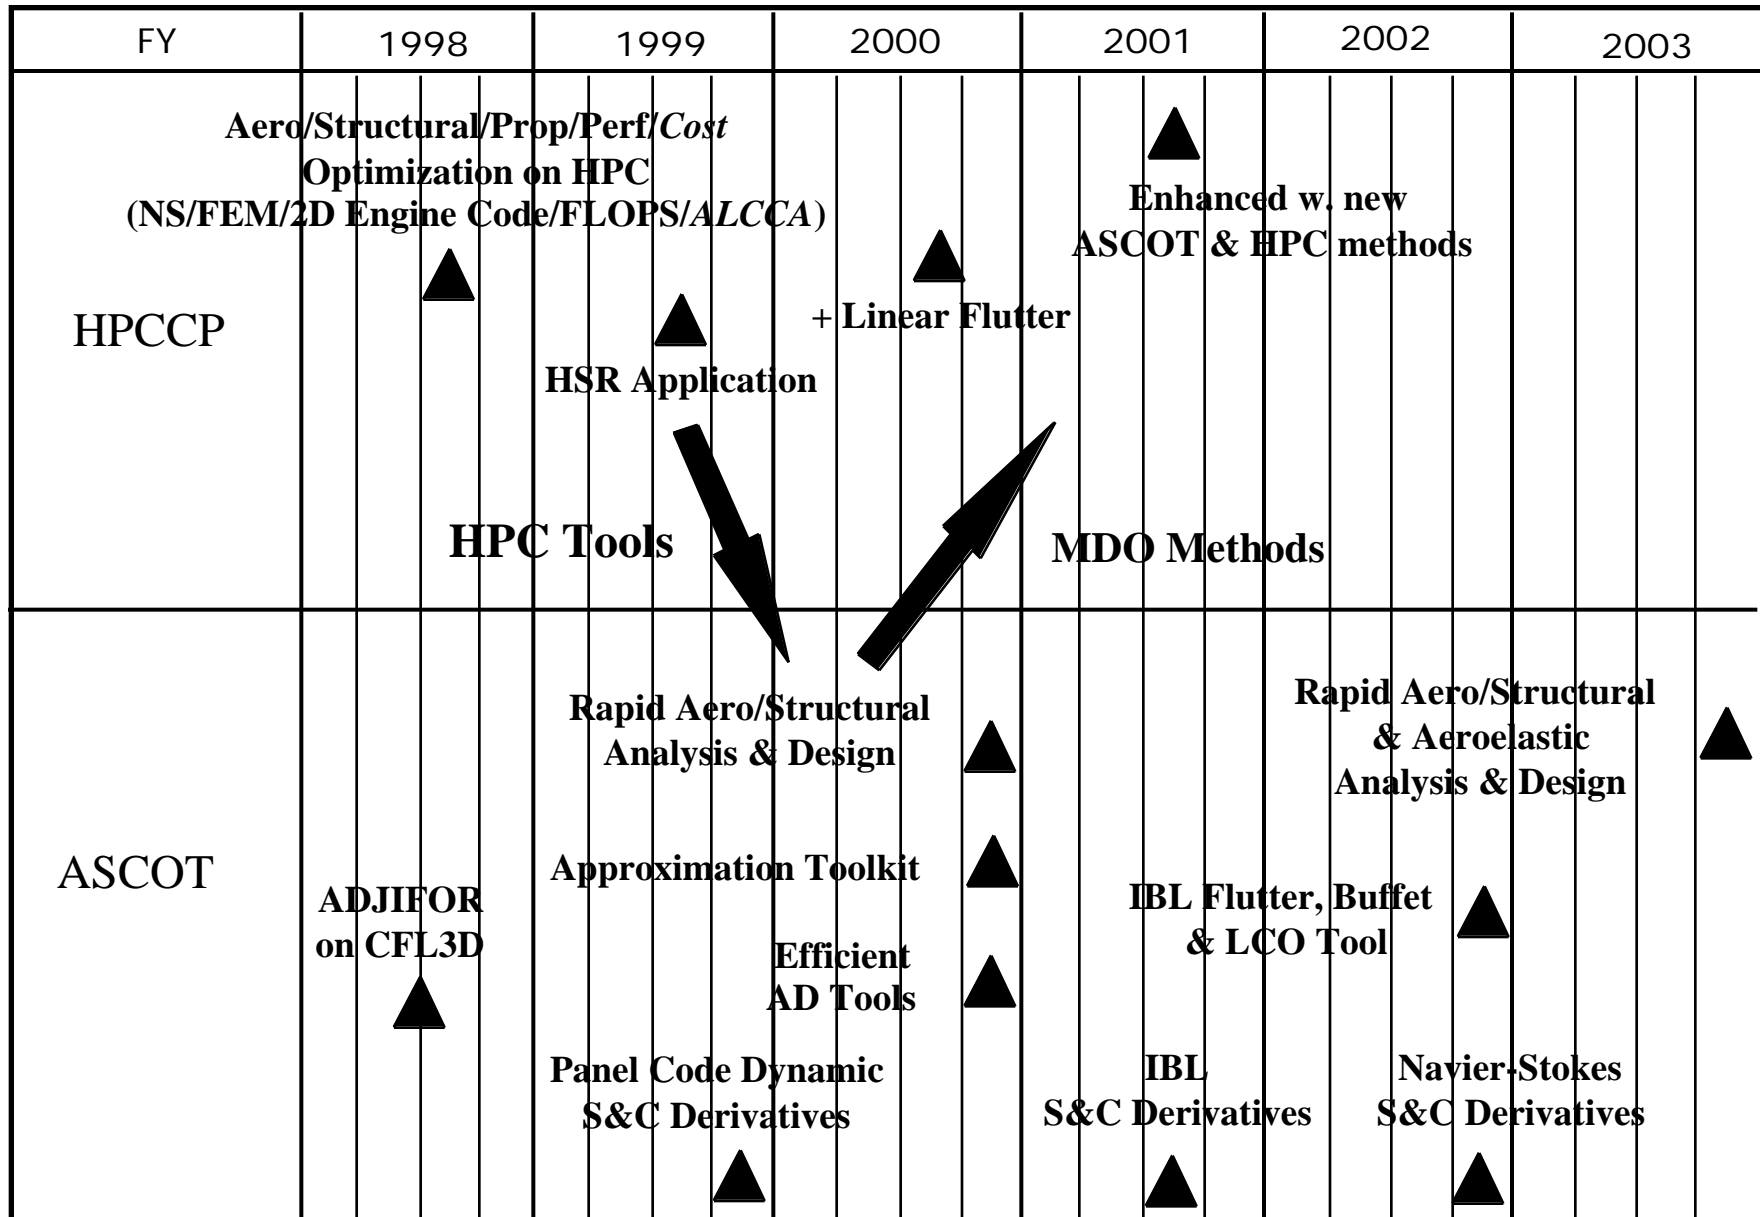 FY 1998 1999 2000 2001 2002 2003
HPCCP
Aero/Structural/Prop/Perf/Cost
Optimization on HPC
(NS/FEM/2D Engine Code/FLOPS/ALCCA)
HSR Application
+ Linear Flutter
Enhanced w. new
ASCOT & HPC methods
HPC Tools
MDO Methods
ASCOT
ADJIFOR
on CFL3D
Rapid Aero/Structural
Analysis & Design
Approximation Toolkit
Efficient
AD Tools
Panel Code Dynamic
S&C Derivatives
Rapid Aero/Structural
& Aeroelastic
Analysis & Design
IBL Flutter, Buffet
& LCO Tool
IBL
S&C Derivatives
Navier-Stokes
S&C Derivatives